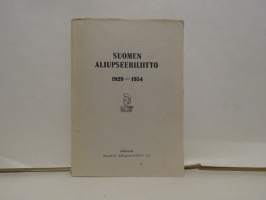 SUOMEN
ALIUPSEERILIITTO
1929 — 1954